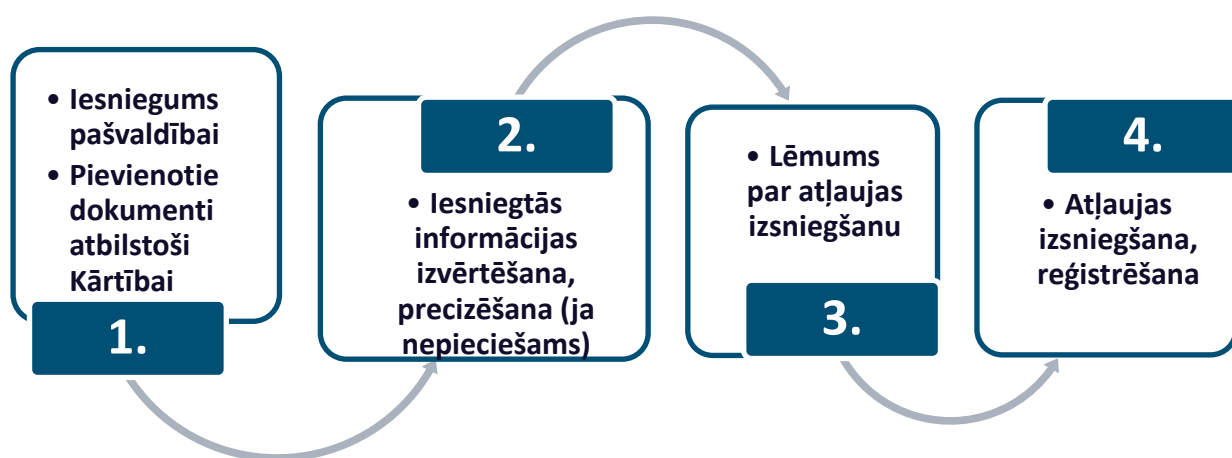 • Iesniegums
pašvaldībai
• Pievienotie
dokumenti
atbilstoši
Kārtībai
1.
2.
• Iesniegtās
informācijas
izvērtēšana,
precizēšana (ja
nepieciešams)
• Lēmums
par atļaujas
izsniegšanu
3.
4.
• Atļaujas
izsniegšana,
reģistrēšana